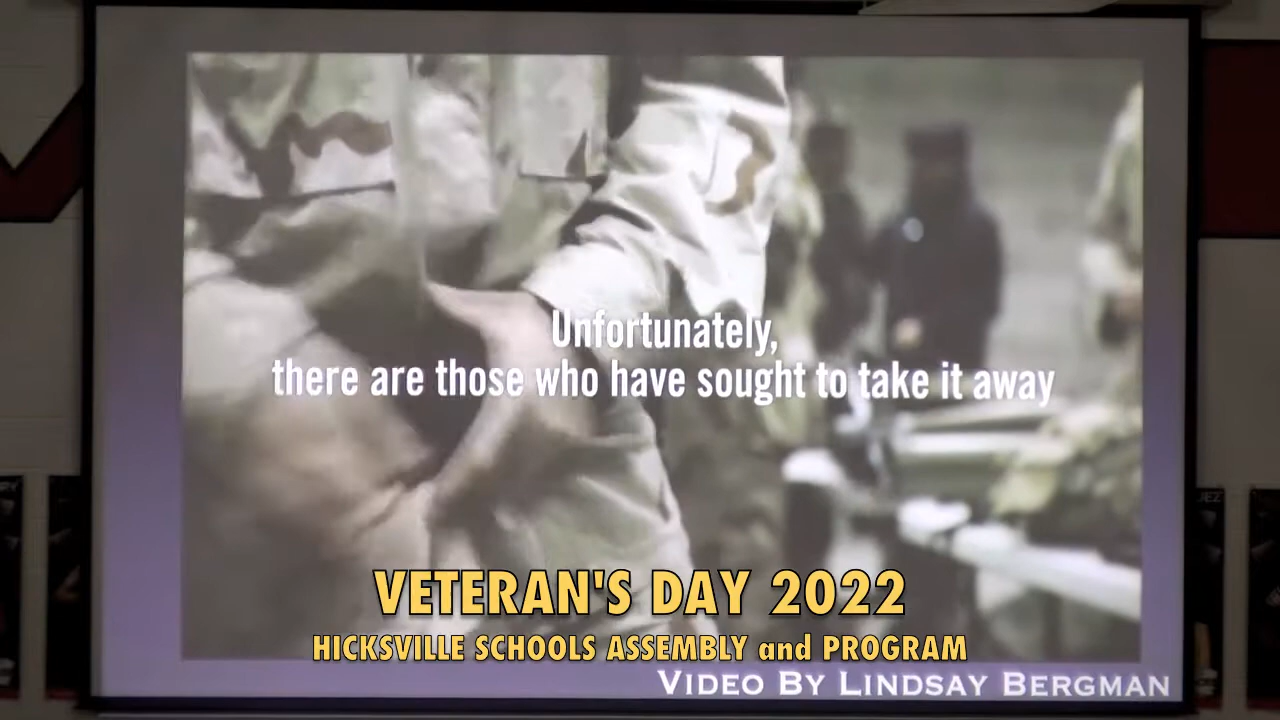 Unfortunately,
there are those who have sought to take it away
VETERAN'S DAY 2022
HICKSVILLE SCHOOLS ASSEMBLY and PROGRAM
VIDEO BY LINDSAY BERGMAN